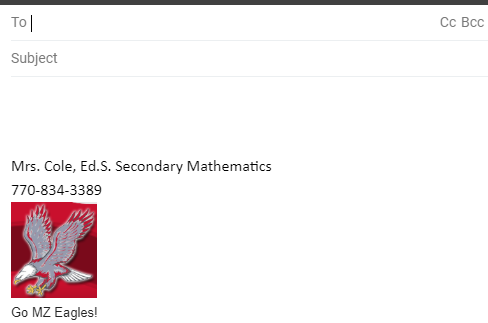 To Cc Bcc
Subject
Mrs. Cole, Ed.S. Secondary Mathematics
770-834-3389
Go MZ Eagles!